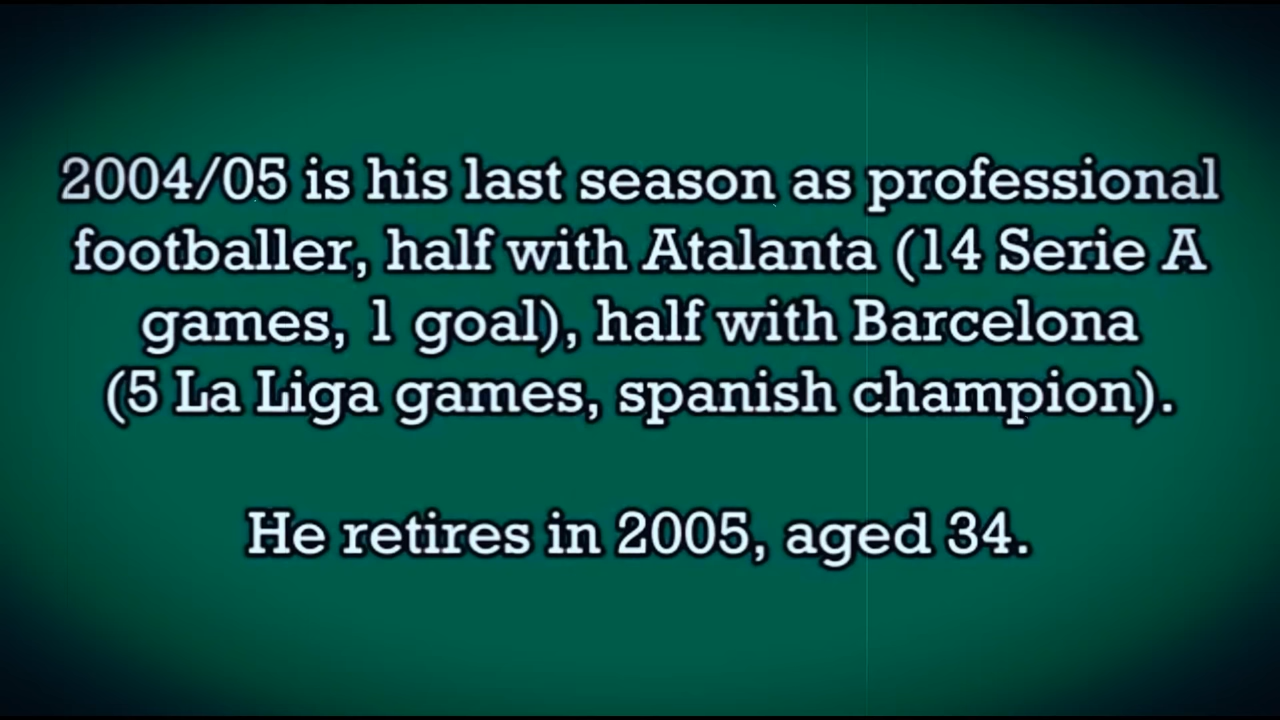 2004/05 is his last season as professional
footballer, half with Atalanta (14 Serie A
games, 1 goal), half with Barcelona
(5 La Liga games, spanish champion).
He retires in 2005, aged 34.